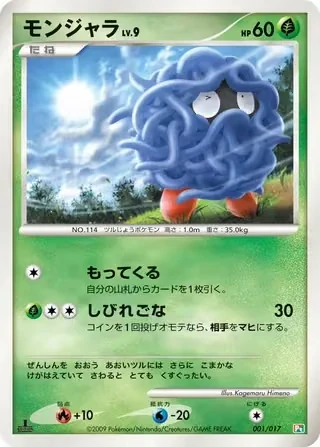 モンジャラ LV.9 HP60
たね
NO.114 ツルじょうポケモン 高さ：1.0m 重さ：35.0kg
もってくる
自分の山札からカードを1枚引く。
しびれごな 30
コインを1回投げオモテなら、相手をマヒにする。
ぜんしんを おおう あおいツルには さらに こまかな
けがはえていて さわると とても くすぐったい。
Illus. Kagemaru Himeno
弱点 +10 抵抗力 -20 にげる
1
©2009 Pokémon/Nintendo/Creatures/GAME FREAK 001/017